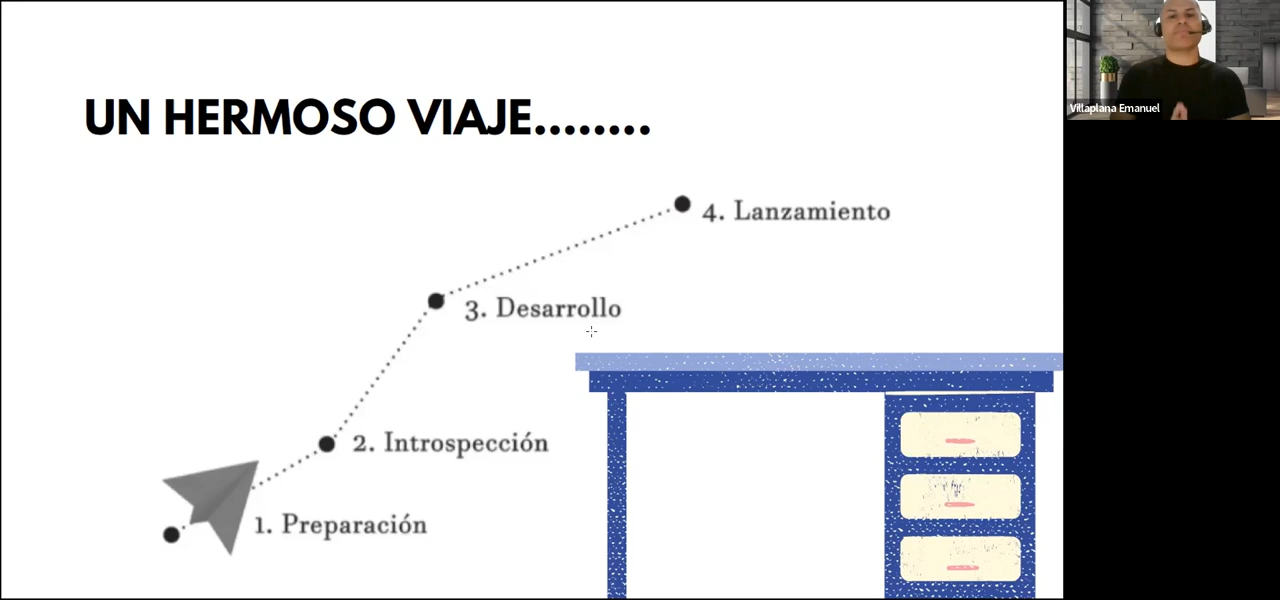 UN HERMOSO VIAJE........
Villaplana Emanuel
4. Lanzamiento
3. Desarrollo
2. Introspección
1. Preparación